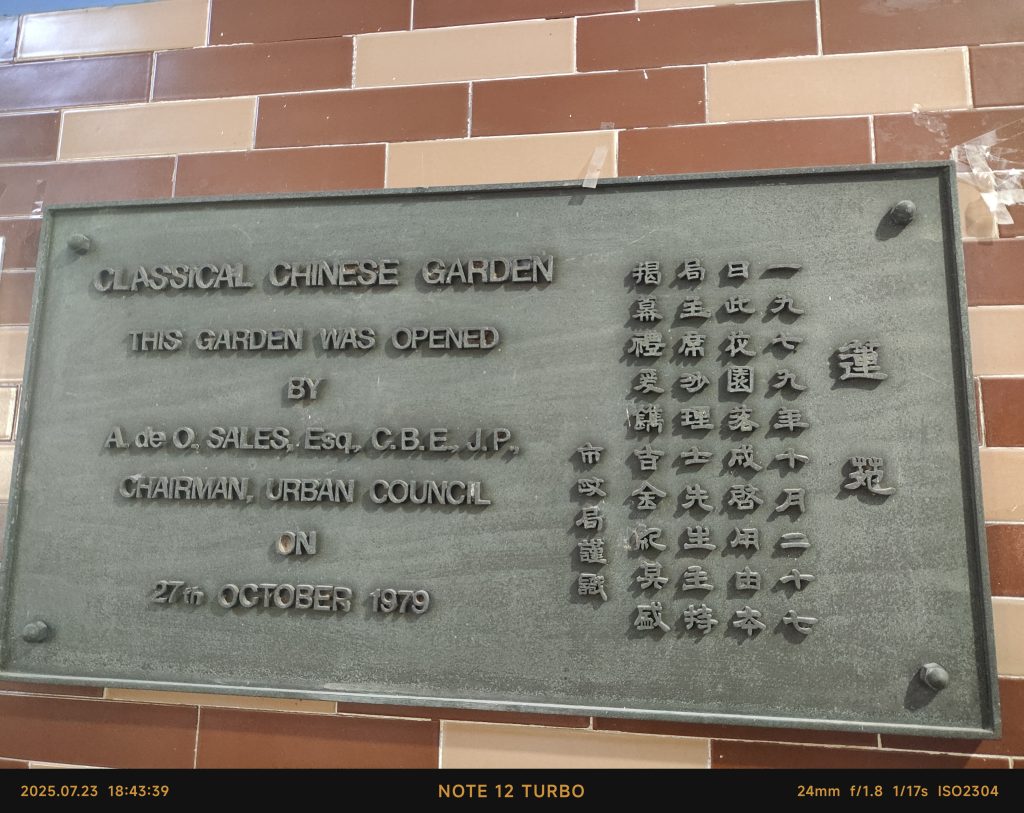 CLASSICAL CHINESE GARDEN
THIS GARDEN WAS OPENED
BY
A. de O. SALES, Esq., C.B.E., J.P.,
CHAIRMAN, URBAN COUNCIL
ON
27th OCTOBER 1979
蓮苑
一九七九年十月二十七
日此花園落成啓用由本
局主席沙理士先生主持
揭幕禮爰鐫吉金紀其盛
市政局謹識
2025.07.23 18:43:39
NOTE 12 TURBO
24mm f/1.8 1/17s ISO2304